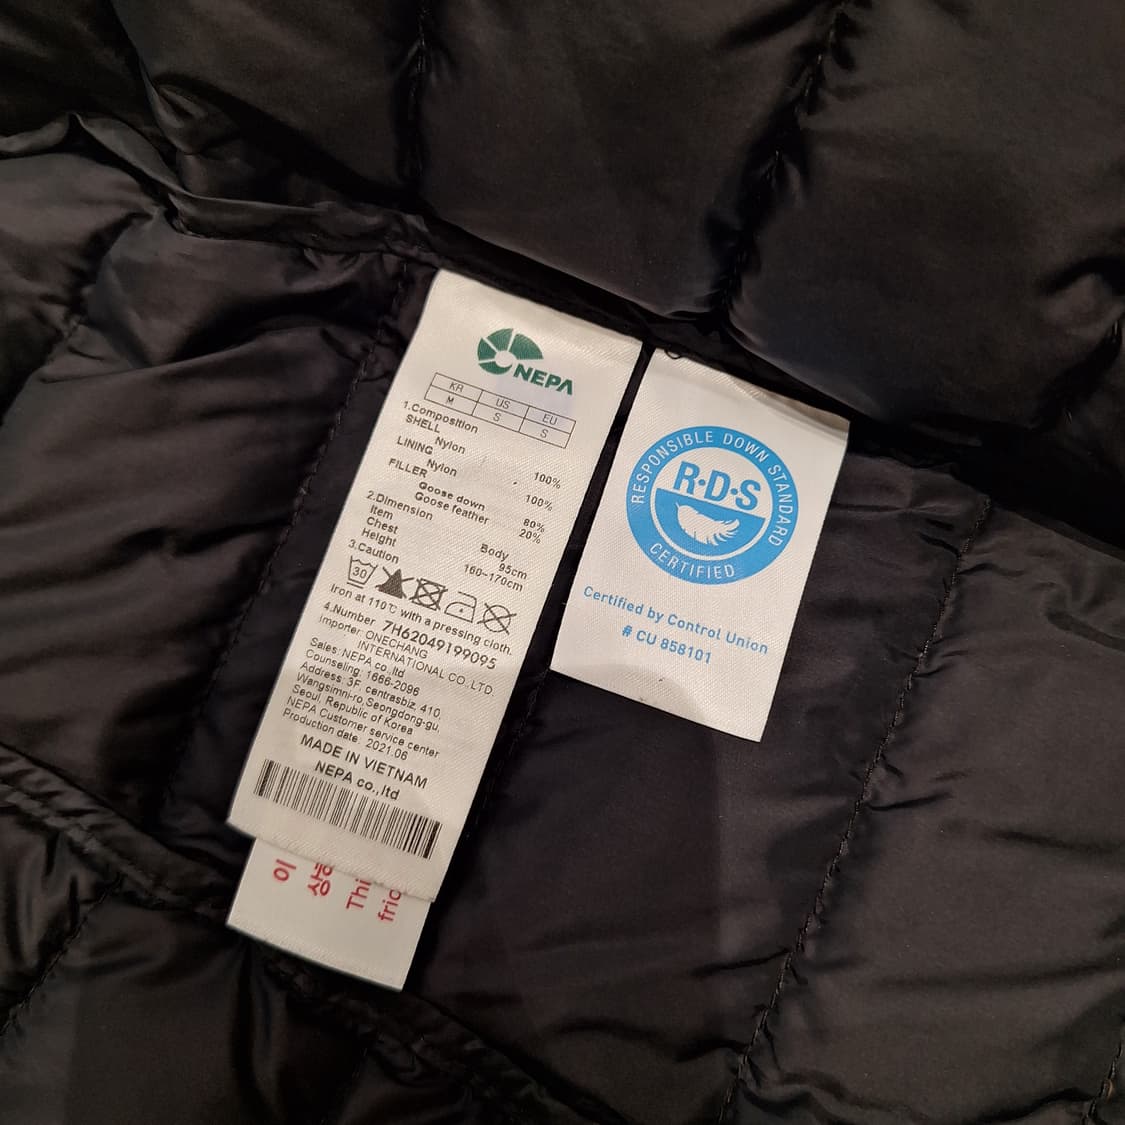 NEPA
KR US EU
M S S
1.Composition
SHELL
Nylon 100%
LINING
Nylon 100%
FILLER
Goose down 80%
Goose feather 20%
2.Dimension
Item Body
Chest 95cm
Height 160~170cm
3.Caution
30
Iron at 110℃ with a pressing cloth.
4.Number 7H62049199095
Importer: ONECHANG
INTERNATIONAL CO.,LTD.
Sales: NEPA co.,ltd
Counseling: 1666-2096
Address: 3F, centrasbiz, 410,
Wangsimni-ro,Seongdong-gu,
Seoul, Republic of Korea
NEPA Customer service center
Production date: 2021.06
MADE IN VIETNAM
NEPA co.,ltd
이
상
Thi
fric
RESPONSIBLE DOWN STANDARD
R·D·S
CERTIFIED
Certified by Control Union
# CU 858101